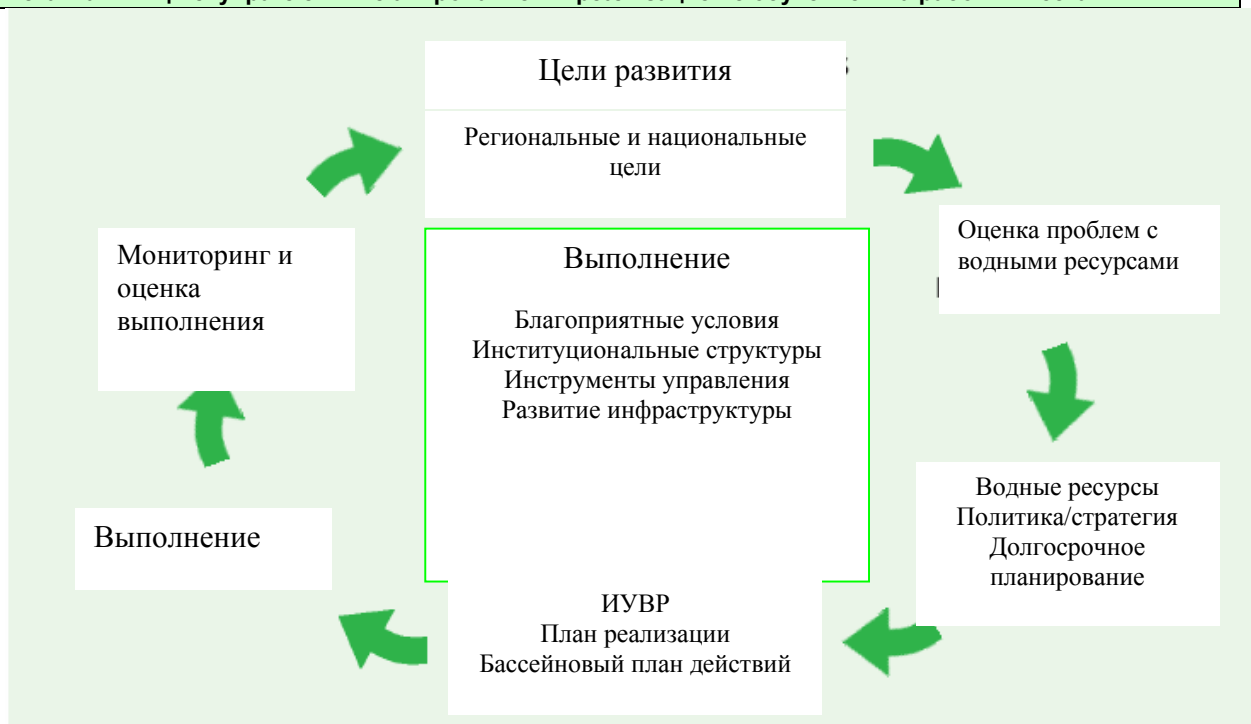 Цели развития
Региональные и национальные
цели
Оценка проблем с
водными ресурсами
Водные ресурсы
Политика/стратегия
Долгосрочное
планирование
ИУВР
План реализации
Бассейновый план действий
Выполнение
Мониторинг и
оценка
выполнения
Выполнение
Благоприятные условия
Институциональные структуры
Инструменты управления
Развитие инфраструктуры